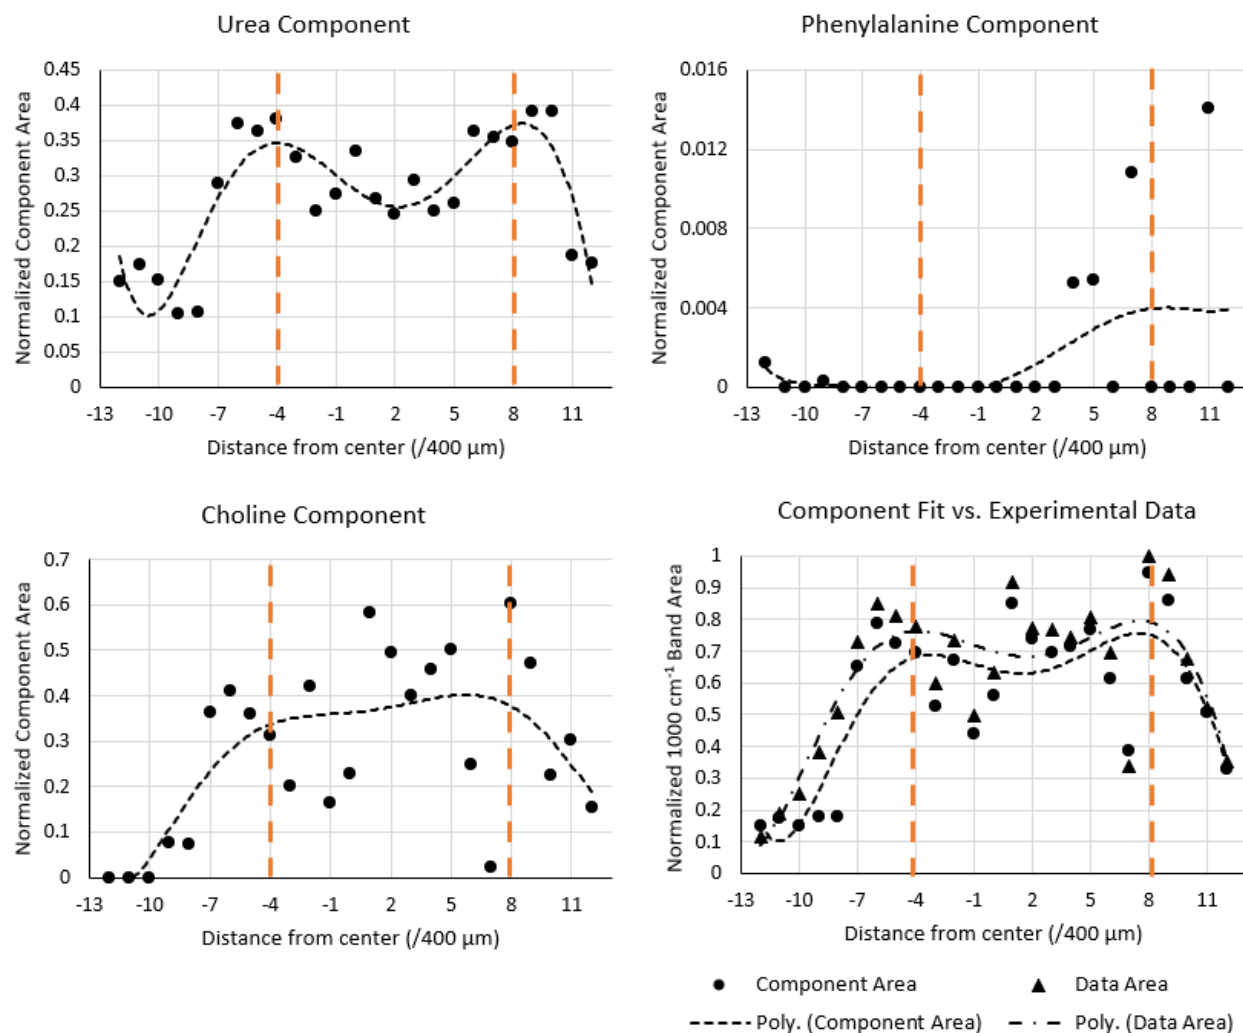 Urea Component
Normalized Component Area
0.45
0.4
0.35
0.3
0.25
0.2
0.15
0.1
0.05
0
-13 -10 -7 -4 -1 2 5 8 11
Distance from center (/400 µm)
Phenylalanine Component
Normalized Component Area
0.016
0.012
0.008
0.004
0
-13 -10 -7 -4 -1 2 5 8 11
Distance from center (/400 µm)
Choline Component
Normalized Component Area
0.7
0.6
0.5
0.4
0.3
0.2
0.1
0
-13 -10 -7 -4 -1 2 5 8 11
Distance from center (/400 µm)
Component Fit vs. Experimental Data
Normalized 1000 cm⁻¹ Band Area
1
0.9
0.8
0.7
0.6
0.5
0.4
0.3
0.2
0.1
0
-13 -10 -7 -4 -1 2 5 8 11
Distance from center (/400 µm)
Component Area Data Area
Poly. (Component Area) Poly. (Data Area)